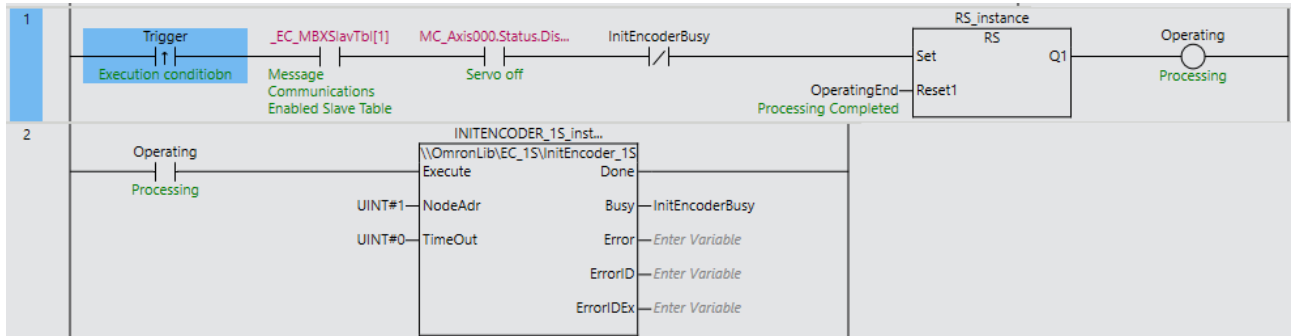 1
RS_instance
Trigger
_EC_MBXSlavTbl[1]
MC_Axis000.Status.Dis...
InitEncoderBusy
RS
Operating
Set
Q1
Execution conditiobn
Message
Communications
Enabled Slave Table
Servo off
Processing
OperatingEnd
Reset1
Processing Completed
2
INITENCODER_1S_inst...
Operating
\\OmronLib\EC_1S\InitEncoder_1S
Execute
Done
Processing
UINT#1
NodeAdr
Busy
InitEncoderBusy
UINT#0
TimeOut
Error
Enter Variable
ErrorID
Enter Variable
ErrorIDEx
Enter Variable